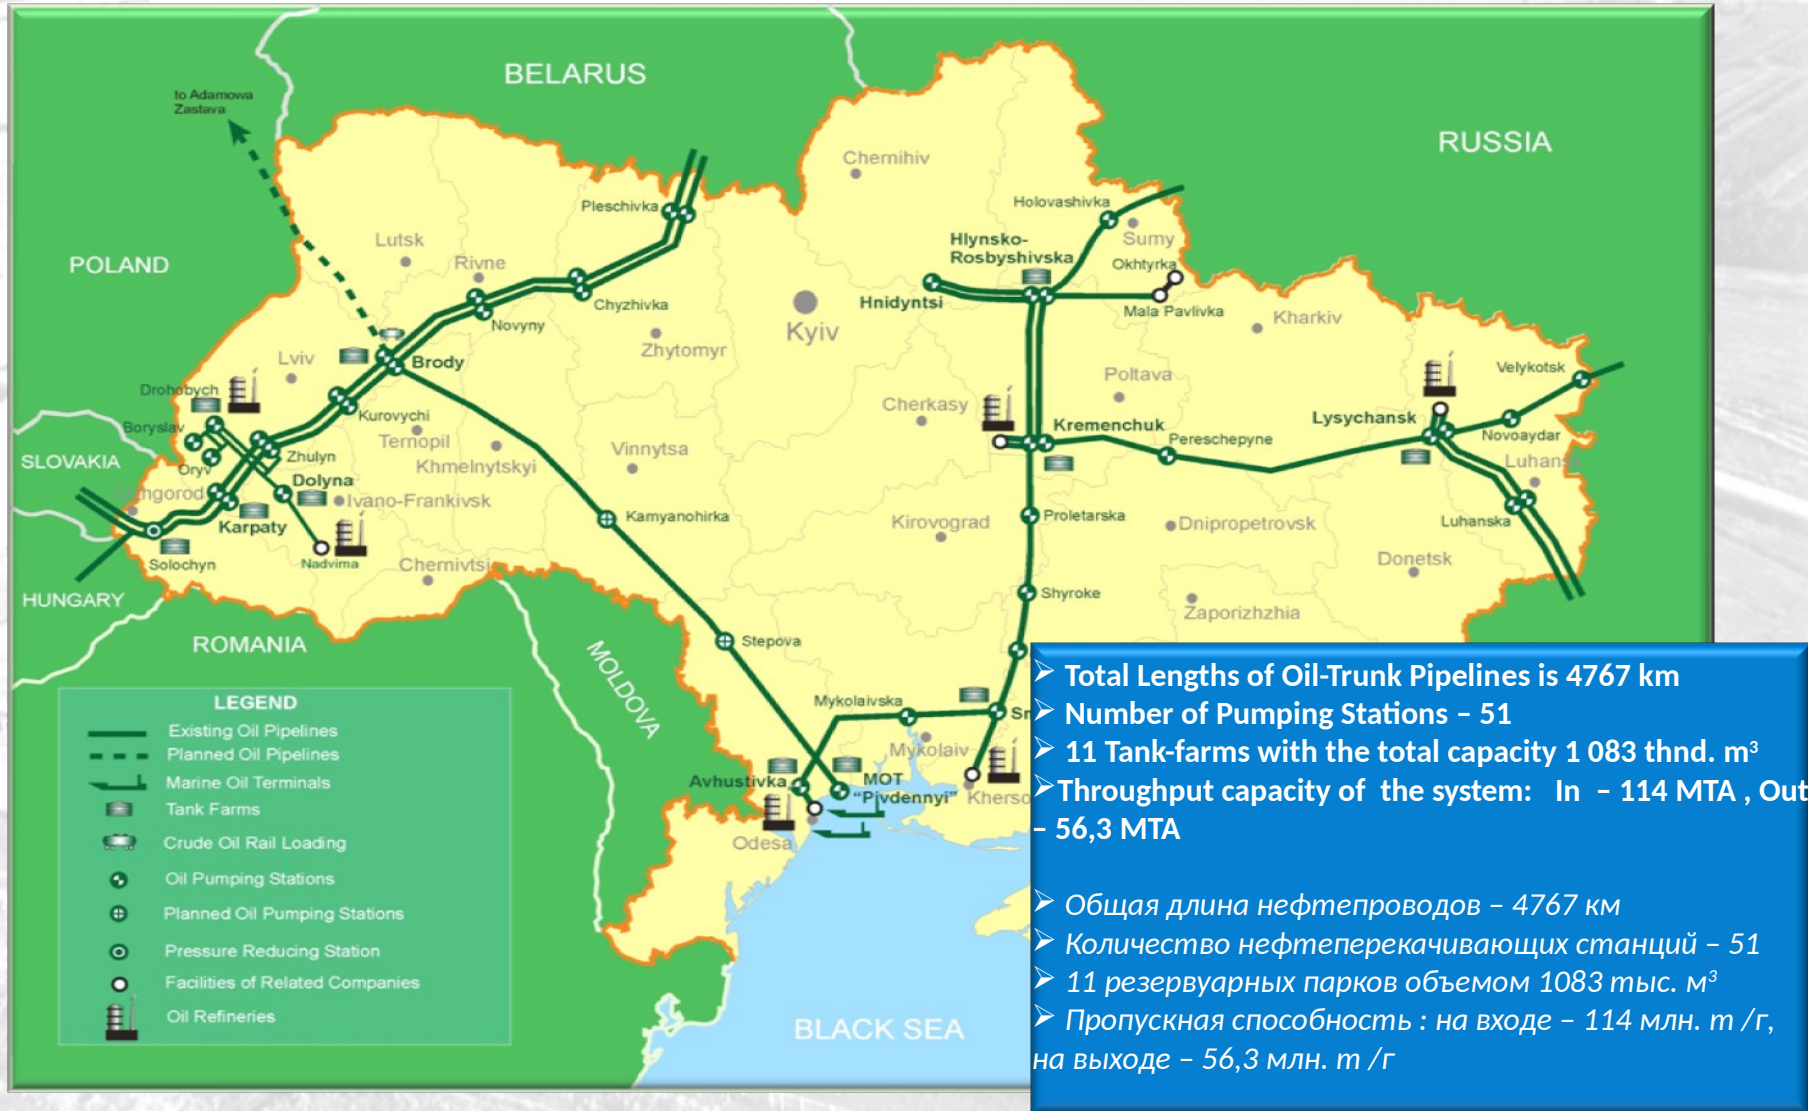 BELARUS
to Adamowa
Zastava
RUSSIA
Chernihiv
POLAND
Pleschivka
Holovashivka
Lutsk
Sumy
Hlynsko-
Rosbyshivska
Rivne
Okhtyrka
Chyzhivka
Hnidyntsi
Mala Pavlivka
Novyny
Kyiv
Kharkiv
Zhytomyr
Lviv
Brody
Velykotsk
Poltava
Drohobych
Cherkasy
Kurovychi
Lysychansk
Boryslav
Kremenchuk
Pereschepyne
Novoaydar
Ternopil
Vinnytsa
SLOVAKIA
Zhulyn
Khmelnytskyi
Luhansk
Oryv
Dolyna
Uzhgorod
Ivano-Frankivsk
Kamyanohirka
Proletarska
Karpaty
Kirovograd
Dnipropetrovsk
Luhanska
Solochyn
Nadvirna
Chernivtsi
Donetsk
HUNGARY
Shyroke
Zaporizhzhia
ROMANIA
Stepova
MOLDOVA
Mykolaivska
Mykolaiv
Avhustivka
MOT
"Pivdennyi"
Odesa
BLACK SEA
LEGEND
Existing Oil Pipelines
Planned Oil Pipelines
Marine Oil Terminals
Tank Farms
Crude Oil Rail Loading
Oil Pumping Stations
Planned Oil Pumping Stations
Pressure Reducing Station
Facilities of Related Companies
Oil Refineries
➢ Total Lengths of Oil-Trunk Pipelines is 4767 km
➢ Number of Pumping Stations – 51
➢ 11 Tank-farms with the total capacity 1 083 thnd. m³
➢Throughput capacity of the system: In – 114 MTA , Out
– 56,3 MTA
➢ Общая длина нефтепроводов – 4767 км
➢ Количество нефтеперекачивающих станций – 51
➢ 11 резервуарных парков объемом 1083 тыс. м³
➢ Пропускная способность : на входе – 114 млн. т /г,
на выходе – 56,3 млн. т /г